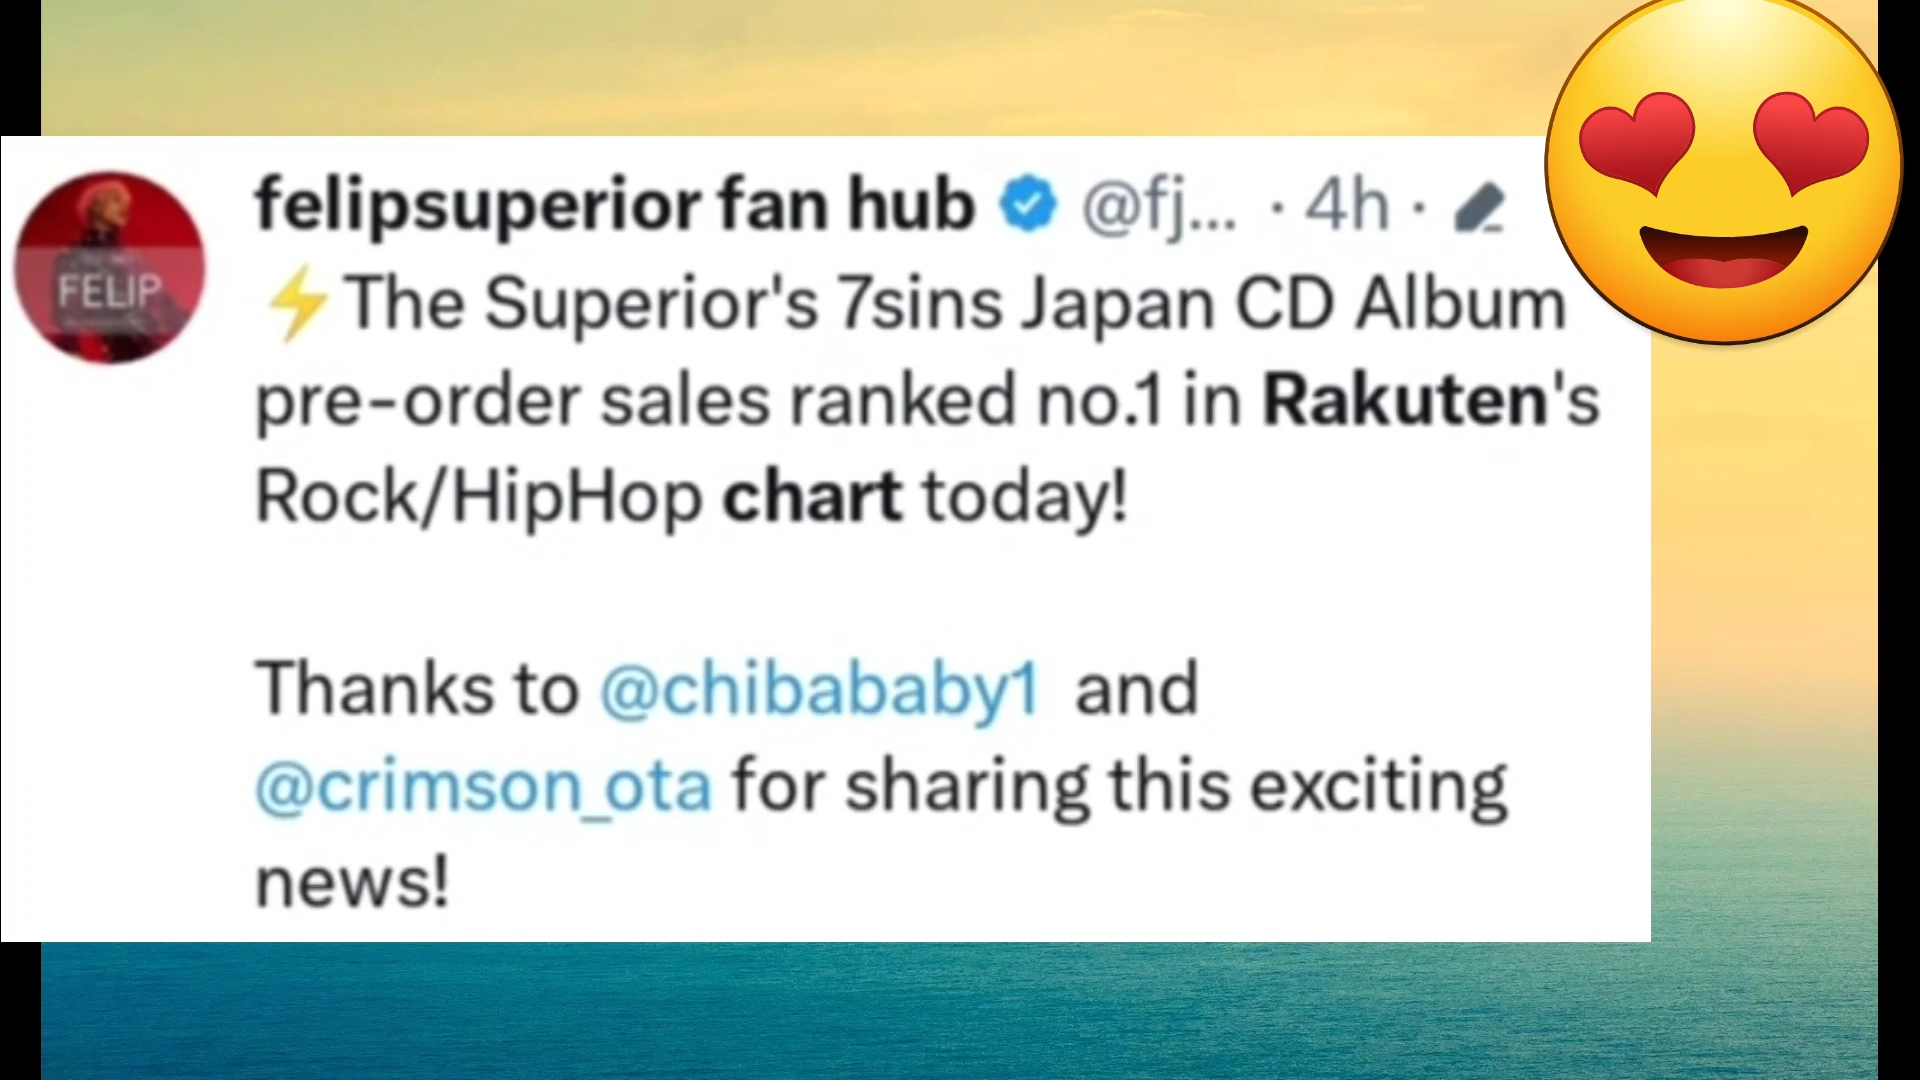 felipsuperior fan hub @fj... · 4h ·
FELIP
⚡The Superior's 7sins Japan CD Album
pre-order sales ranked no.1 in Rakuten's
Rock/HipHop chart today!
Thanks to @chibababy1 and
@crimson_ota for sharing this exciting
news!